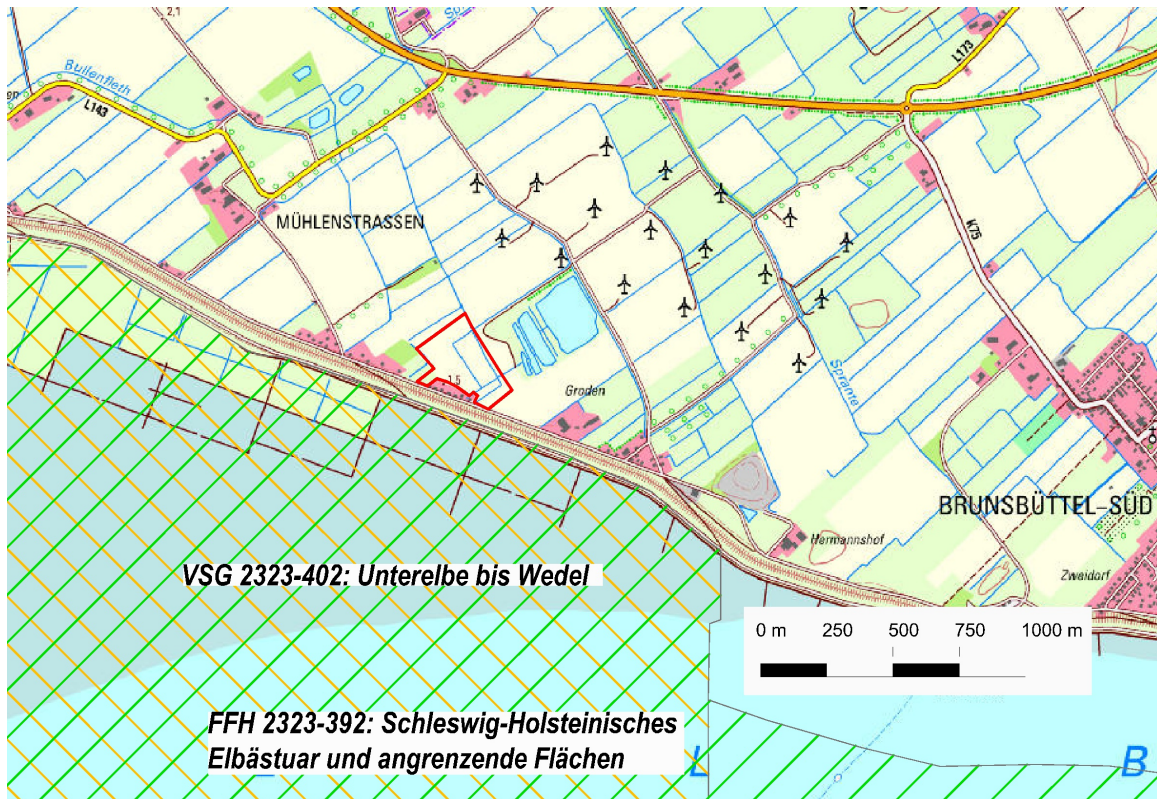 2,1
L173
Bullenfleth
L143
MÜHLENSTRASSEN
K75
1,5
Groden
Sprante
BRUNSBÜTTEL-SÜD
Hermannshof
Zweidorf
VSG 2323-402: Unterelbe bis Wedel
0 m 250 500 750 1000 m
FFH 2323-392: Schleswig-Holsteinisches
Elbästuar und angrenzende Flächen
L
B